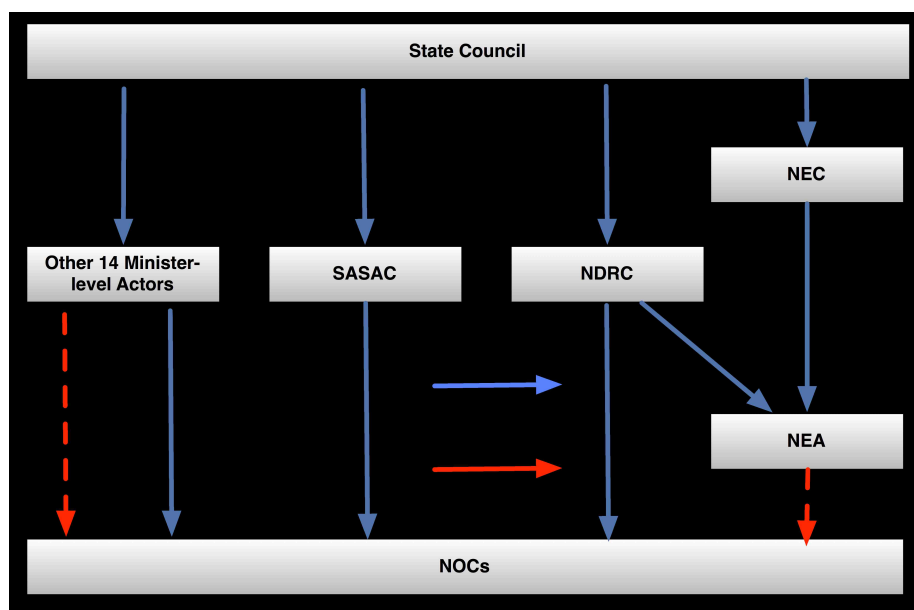 State Council
NEC
Other 14 Minister-
level Actors
SASAC
NDRC
NEA
NOCs